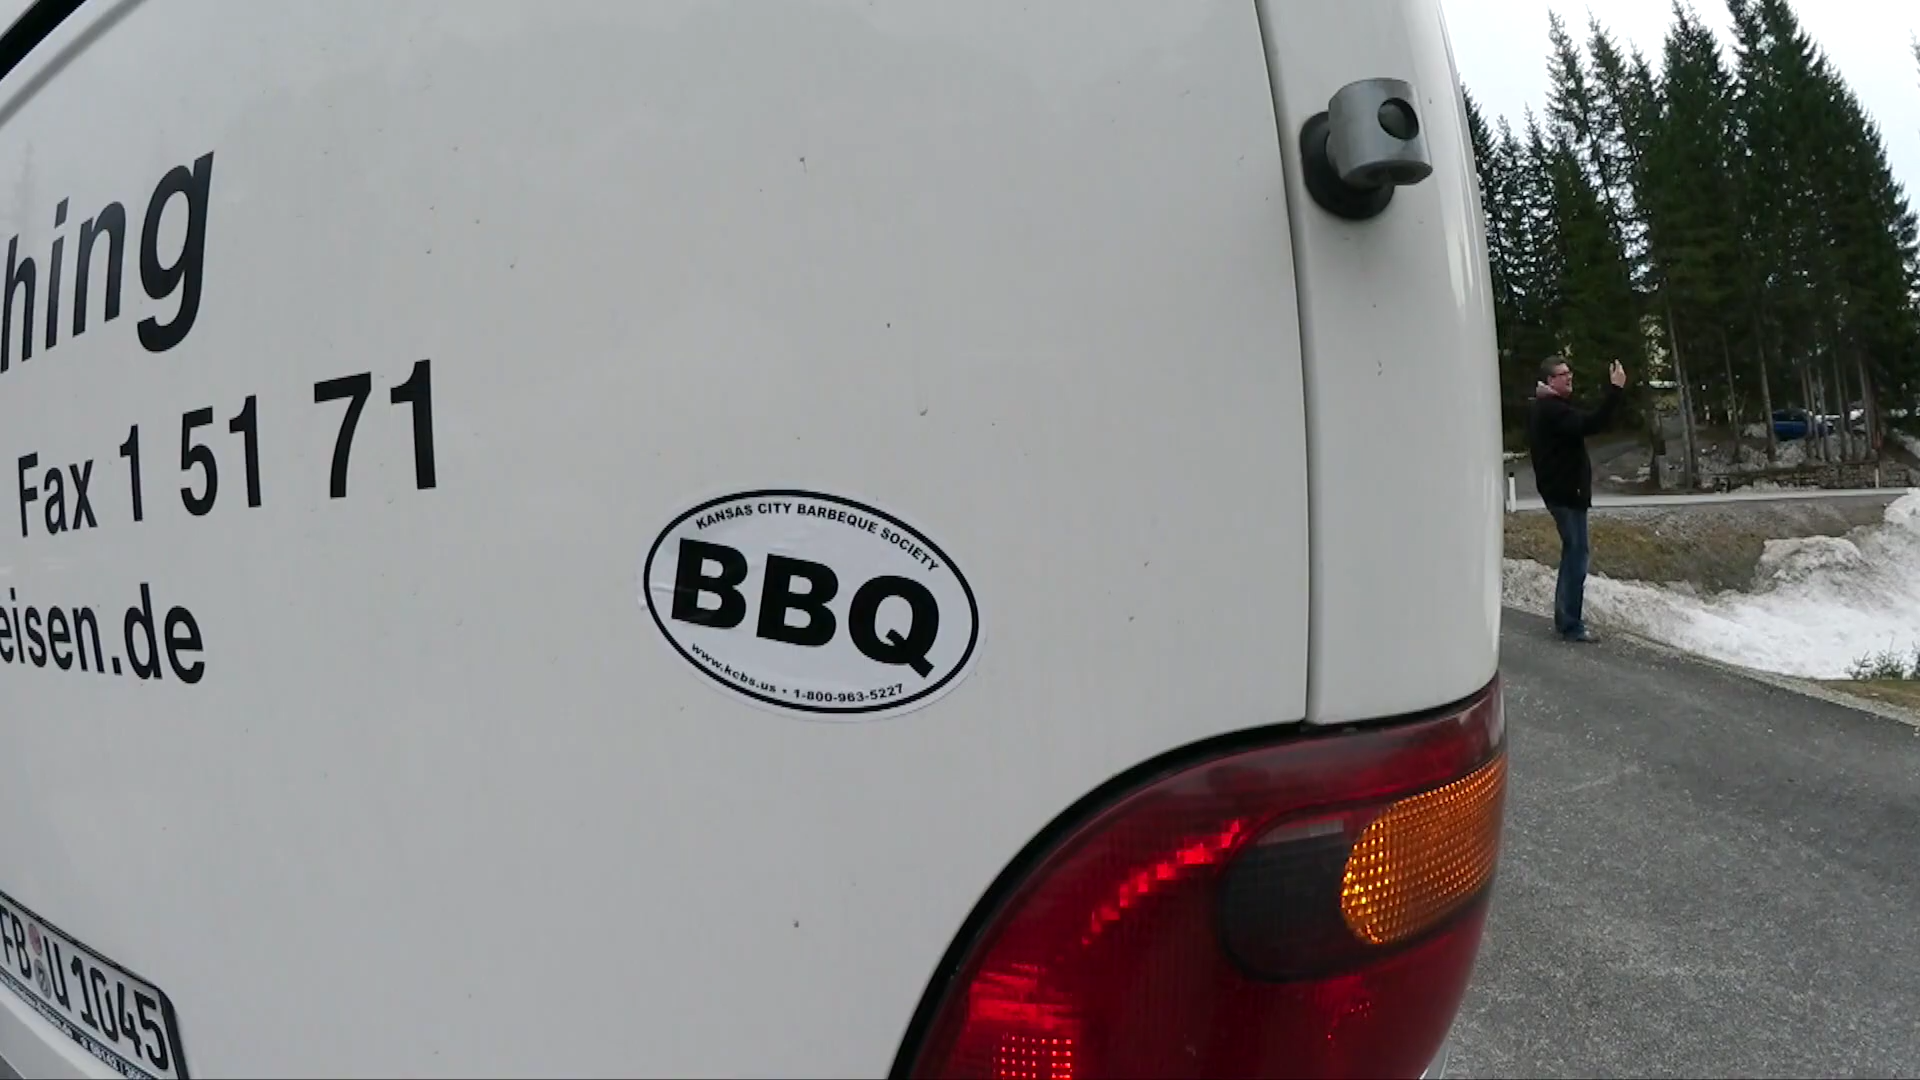 hing
Fax 1 51 71
eisen.de
KANSAS CITY BARBEQUE SOCIETY
BBQ
www.kcbs.us • 1-800-963-5227
FB U 1045